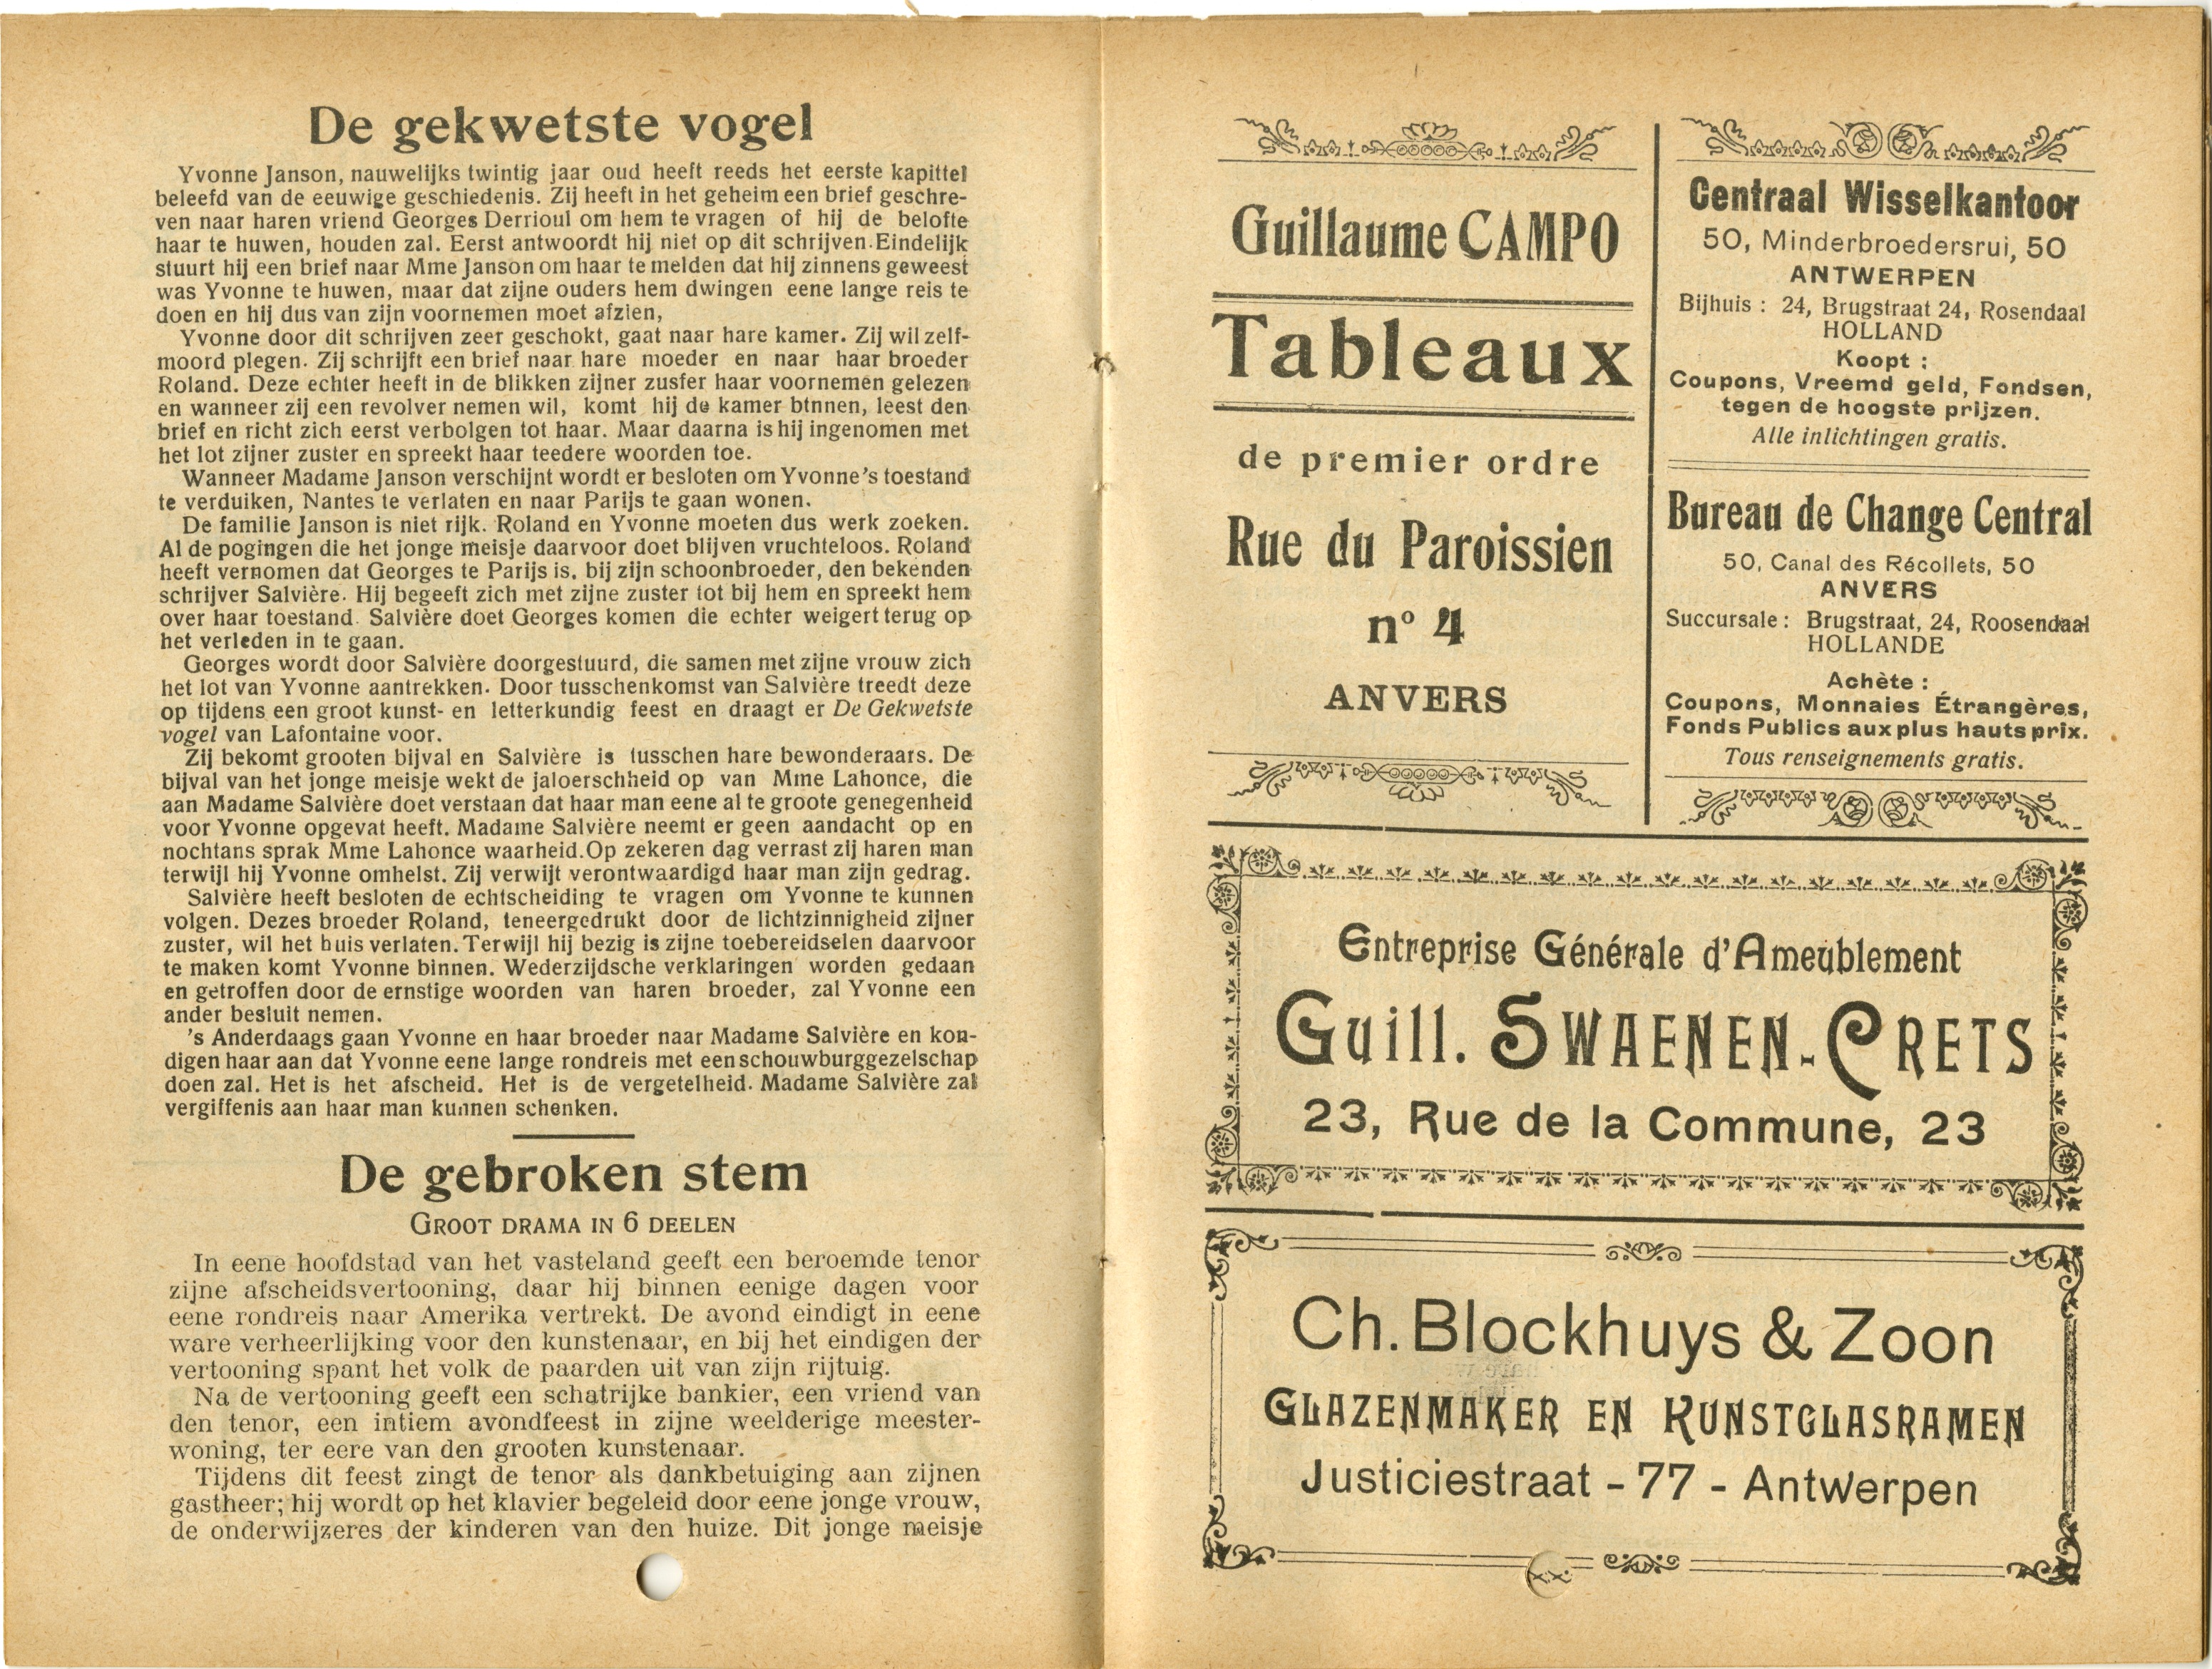 De gekwetste vogel
Yvonne Janson, nauwelijks twintig jaar oud heeft reeds het eerste kapittel
beleefd van de eeuwige geschiedenis. Zij heeft in het geheim een brief geschre-
ven naar haren vriend Georges Derrioul om hem te vragen of hij de belofte
haar te huwen, houden zal. Eerst antwoordt hij niet op dit schrijven. Eindelijk
stuurt hij een brief naar Mme Janson om haar te melden dat hij zinnens geweest
was Yvonne te huwen, maar dat zijne ouders hem dwingen eene lange reis te
doen en hij dus van zijn voornemen moet afzien,
Yvonne door dit schrijven zeer geschokt, gaat naar hare kamer. Zij wil zelf-
moord plegen. Zij schrijft een brief naar hare moeder en naar haar broeder
Roland. Deze echter heeft in de blikken zijner zusfer haar voornemen gelezen
en wanneer zij een revolver nemen wil, komt hij de kamer btnnen, leest den
brief en richt zich eerst verbolgen tot haar. Maar daarna is hij ingenomen met
het lot zijner zuster en spreekt haar teedere woorden toe.
Wanneer Madame Janson verschijnt wordt er besloten om Yvonne's toestand
te verduiken, Nantes te verlaten en naar Parijs te gaan wonen.
De familie Janson is niet rijk. Roland en Yvonne moeten dus werk zoeken.
Al de pogingen die het jonge meisje daarvoor doet blijven vruchteloos. Roland
heeft vernomen dat Georges te Parijs is, bij zijn schoonbroeder, den bekenden
schrijver Salvière. Hij begeeft zich met zijne zuster tot bij hem en spreekt hem
over haar toestand. Salvière doet Georges komen die echter weigert terug op
het verleden in te gaan.
Georges wordt door Salvière doorgestuurd, die samen met zijne vrouw zich
het lot van Yvonne aantrekken. Door tusschenkomst van Salvière treedt deze
op tijdens een groot kunst- en letterkundig feest en draagt er De Gekwetste
vogel van Lafontaine voor.
Zij bekomt grooten bijval en Salvière is tusschen hare bewonderaars. De
bijval van het jonge meisje wekt de jaloerschheid op van Mme Lahonce, die
aan Madame Salvière doet verstaan dat haar man eene al te groote genegenheid
voor Yvonne opgevat heeft. Madame Salvière neemt er geen aandacht op en
nochtans sprak Mme Lahonce waarheid. Op zekeren dag verrast zij haren man
terwijl hij Yvonne omhelst. Zij verwijt verontwaardigd haar man zijn gedrag.
Salvière heeft besloten de echtscheiding te vragen om Yvonne te kunnen
volgen. Dezes broeder Roland, teneergedrukt door de lichtzinnigheid zijner
zuster, wil het huis verlaten. Terwijl hij bezig is zijne toebereidselen daarvoor
te maken komt Yvonne binnen. Wederzijdsche verklaringen worden gedaan
en getroffen door de ernstige woorden van haren broeder, zal Yvonne een
ander besluit nemen.
's Anderdaags gaan Yvonne en haar broeder naar Madame Salvière en kon-
digen haar aan dat Yvonne eene lange rondreis met een schouwburggezelschap
doen zal. Het is het afscheid. Het is de vergetelheid. Madame Salvière zal
vergiffenis aan haar man kunnen schenken.
De gebroken stem
GROOT DRAMA IN 6 DEELEN
In eene hoofdstad van het vasteland geeft een beroemde tenor
zijne afscheidsvertooning, daar hij binnen eenige dagen voor
eene rondreis naar Amerika vertrekt. De avond eindigt in eene
ware verheerlijking voor den kunstenaar, en bij het eindigen der
vertooning spant het volk de paarden uit van zijn rijtuig.
Na de vertooning geeft een schatrijke bankier, een vriend van
den tenor, een intiem avondfeest in zijne weelderige meester-
woning, ter eere van den grooten kunstenaar.
Tijdens dit feest zingt de tenor als dankbetuiging aan zijnen
gastheer; hij wordt op het klavier begeleid door eene jonge vrouw,
de onderwijzeres der kinderen van den huize. Dit jonge meisje
Guillaume CAMPO
Tableaux
de premier ordre
Rue du Paroissien
n° 4
ANVERS
Centraal Wisselkantoor
50, Minderbroedersrui, 50
ANTWERPEN
Bijhuis : 24, Brugstraat 24, Rosendaal
HOLLAND
Koopt :
Coupons, Vreemd geld, Fondsen,
tegen de hoogste prijzen.
Alle inlichtingen gratis.
Bureau de Change Central
50, Canal des Récollets, 50
ANVERS
Succursale : Brugstraat, 24, Roosendaal
HOLLANDE
Achète :
Coupons, Monnaies Étrangères,
Fonds Publics aux plus hauts prix.
Tous renseignements gratis.
Entreprise Générale d'Ameublement
Guill. SWAENEN-CRETS
23, Rue de la Commune, 23
Ch. Blockhuys & Zoon
GLAZENMAKER EN KUNSTGLASRAMEN
Justiciestraat - 77 - Antwerpen